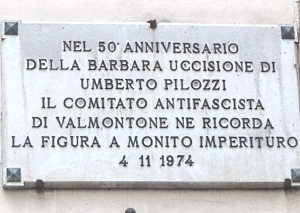 NEL 50° ANNIVERSARIO
DELLA BARBARA UCCISIONE DI
UMBERTO PILOZZI
IL COMITATO ANTIFASCISTA
DI VALMONTONE NE RICORDA
LA FIGURA A MONITO IMPERITURO
4 11 1974